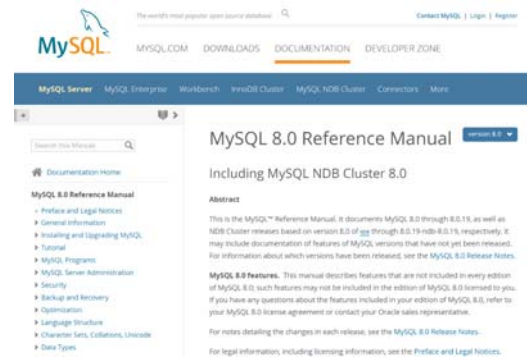 The world's most popular open source database
Contact MySQL | Login | Register
MySQL
MYSQL.COM DOWNLOADS DOCUMENTATION DEVELOPER ZONE
MySQL Server MySQL Enterprise Workbench InnoDB Cluster MySQL NDB Cluster Connectors More
Search this Manual
Documentation Home
MySQL 8.0 Reference Manual
Preface and Legal Notices
General Information
Installing and Upgrading MySQL
Tutorial
MySQL Programs
MySQL Server Administration
Security
Backup and Recovery
Optimization
Language Structure
Character Sets, Collations, Unicode
Data Types
MySQL 8.0 Reference Manual version 8.0
Including MySQL NDB Cluster 8.0
Abstract
This is the MySQL™ Reference Manual. It documents MySQL 8.0 through 8.0.19, as well as
NDB Cluster releases based on version 8.0 of through 8.0.19-ndb-8.0.19, respectively. It
may include documentation of features of MySQL versions that have not yet been released.
For information about which versions have been released, see the MySQL 8.0 Release Notes.
MySQL 8.0 features. This manual describes features that are not included in every edition
of MySQL 8.0; such features may not be included in the edition of MySQL 8.0 licensed to you.
If you have any questions about the features included in your edition of MySQL 8.0, refer to
your MySQL 8.0 license agreement or contact your Oracle sales representative.
For notes detailing the changes in each release, see the MySQL 8.0 Release Notes.
For legal information, including licensing information, see the Preface and Legal Notices.